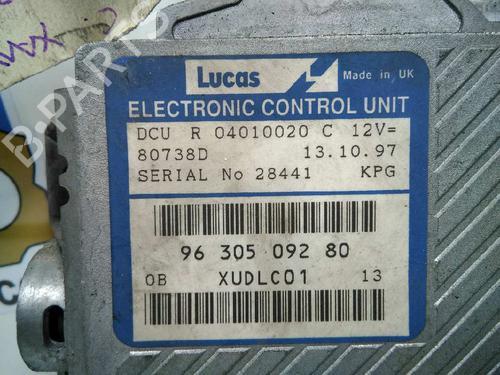 Lucas
Made in UK
ELECTRONIC CONTROL UNIT
DCU R 04010020 C 12V=
80738D 13.10.97
SERIAL No 28441 KPG
96 305 092 80
0B XUDLC01 13
B-PARTS